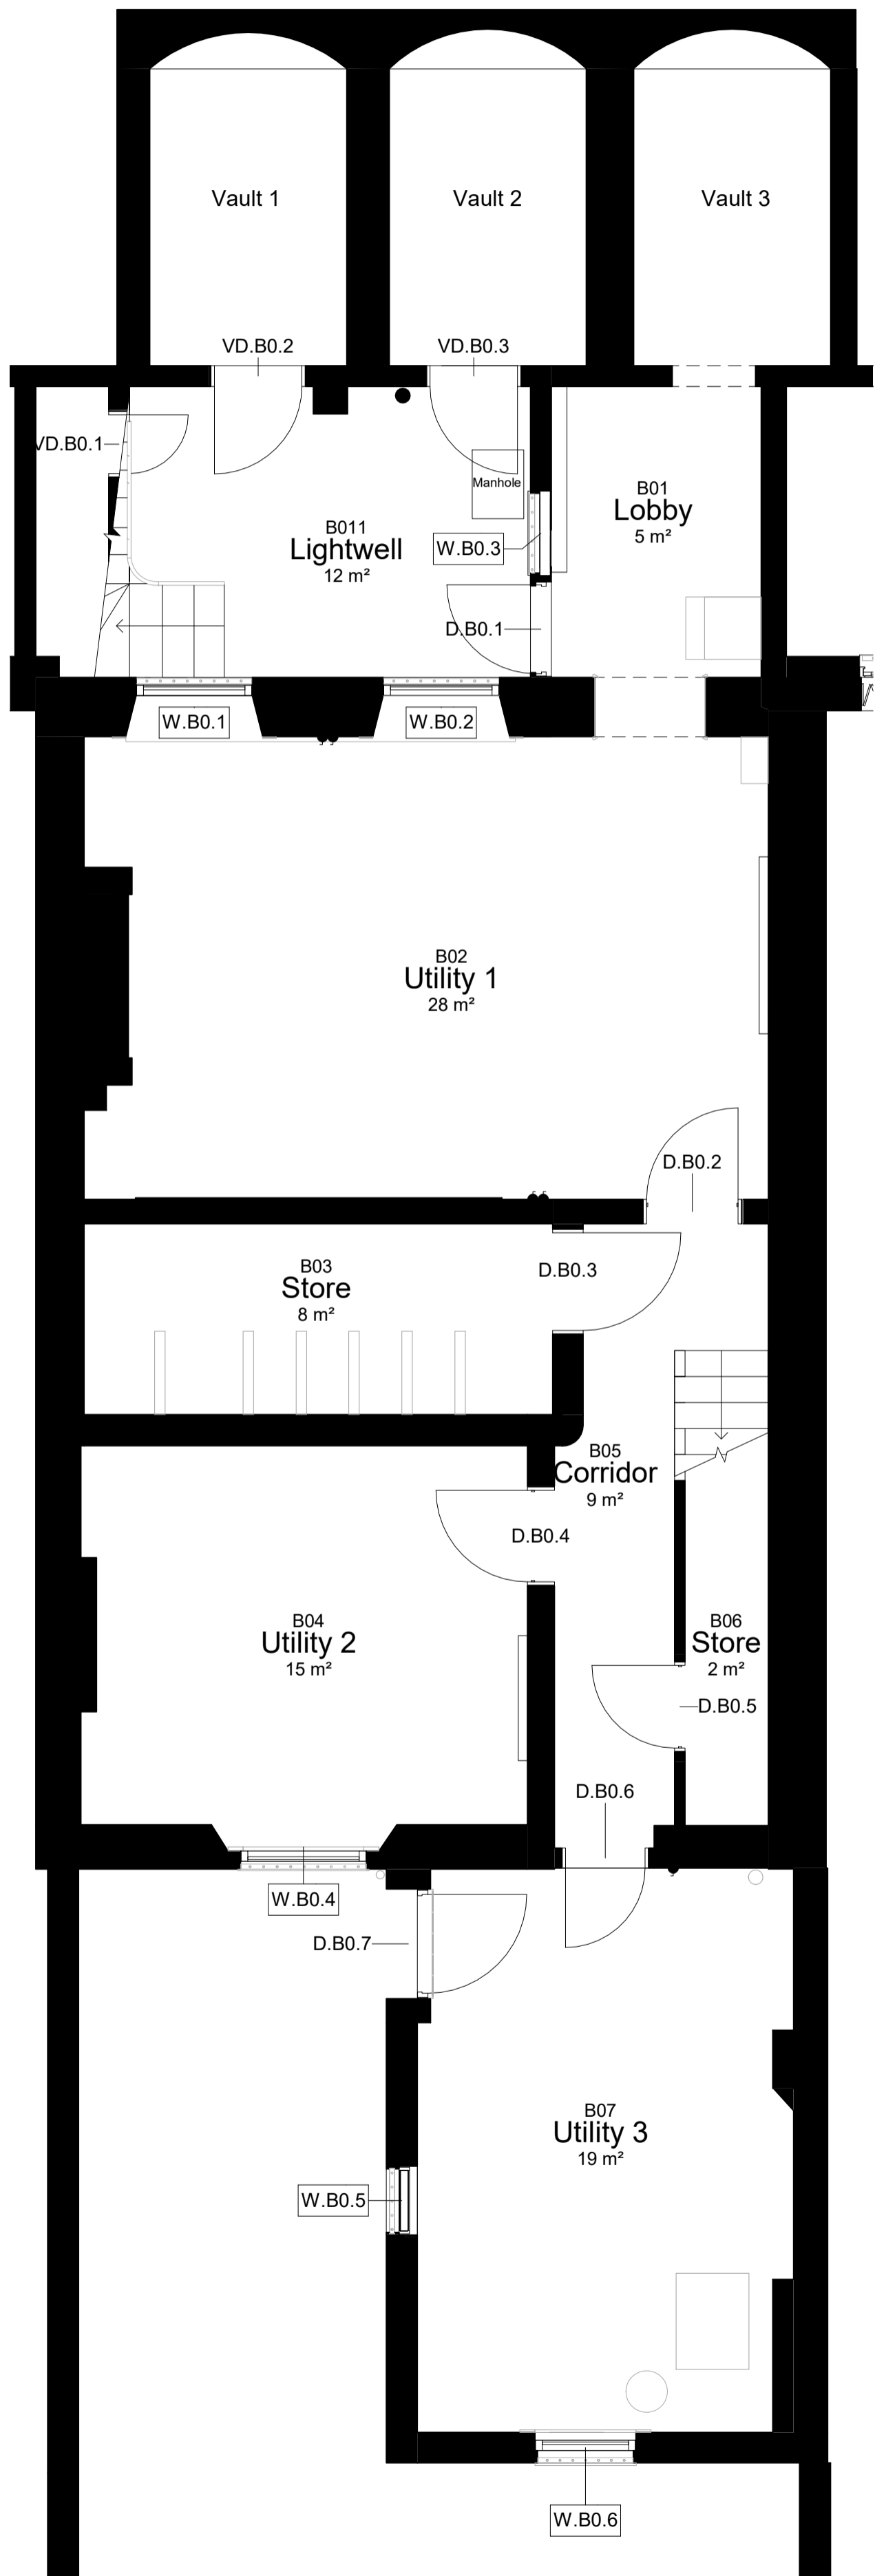 Vault 1
Vault 2
Vault 3
VD.B0.2
VD.B0.3
VD.B0.1
Manhole
B01
Lobby
5 m²
B011
Lightwell
12 m²
W.B0.3
D.B0.1
W.B0.1
W.B0.2
B02
Utility 1
28 m²
D.B0.2
D.B0.3
B03
Store
8 m²
B05
Corridor
9 m²
D.B0.4
B04
Utility 2
15 m²
B06
Store
2 m²
D.B0.5
D.B0.6
W.B0.4
D.B0.7
B07
Utility 3
19 m²
W.B0.5
W.B0.6